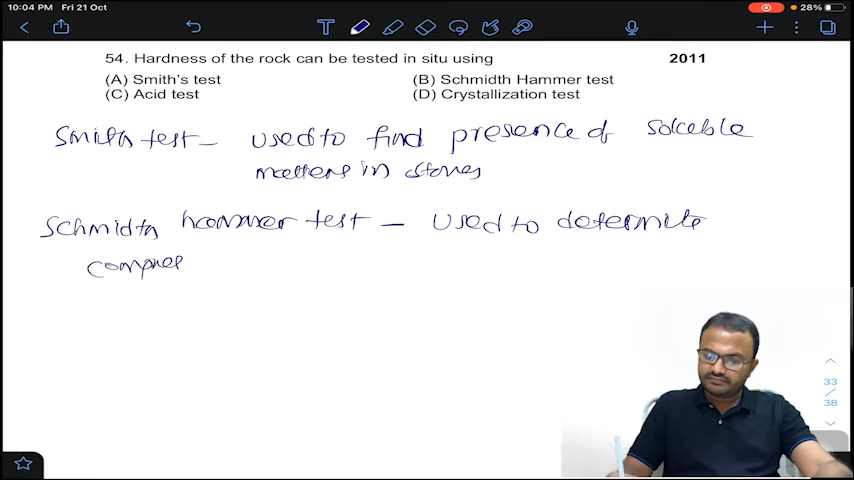 10:04 PM Fri 21 Oct
28%
54. Hardness of the rock can be tested in situ using 2011
(A) Smith's test (B) Schmidth Hammer test
(C) Acid test (D) Crystallization test
Smith test – used to find presence of soluble
matters in stones
Schmidth hammer test – used to determine
compres
33
/
38